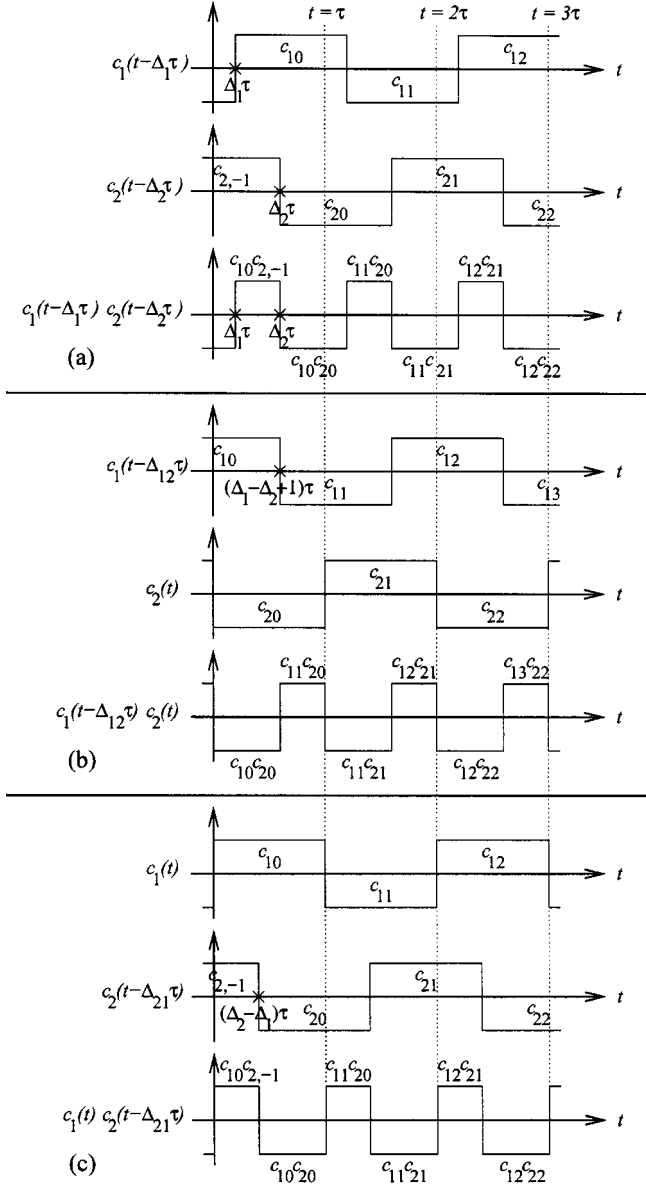 t = τ t = 2τ t = 3τ
c₁(t−Δ₁τ) c₁₀ c₁₂ t
Δ₁τ c₁₁
c₂(t−Δ₂τ) c₂,₋₁ c₂₁ t
Δ₂τ c₂₀ c₂₂
c₁₀c₂,₋₁ c₁₁c₂₀ c₁₂c₂₁
c₁(t−Δ₁τ) c₂(t−Δ₂τ) t
Δ₁τ Δ₂τ
(a) c₁₀c₂₀ c₁₁c₂₁ c₁₂c₂₂
c₁(t−Δ₁₂τ) c₁₀ c₁₂ t
(Δ₁−Δ₂+1)τ c₁₁ c₁₃
c₂(t) c₂₁ t
c₂₀ c₂₂
c₁₁c₂₀ c₁₂c₂₁ c₁₃c₂₂
c₁(t−Δ₁₂τ) c₂(t) t
(b) c₁₀c₂₀ c₁₁c₂₁ c₁₂c₂₂
c₁(t) c₁₀ c₁₂ t
c₁₁
c₂(t−Δ₂₁τ) c₂,₋₁ c₂₁ t
(Δ₂−Δ₁)τ c₂₀ c₂₂
c₁₀c₂,₋₁ c₁₁c₂₀ c₁₂c₂₁
c₁(t) c₂(t−Δ₂₁τ) t
(c) c₁₀c₂₀ c₁₁c₂₁ c₁₂c₂₂